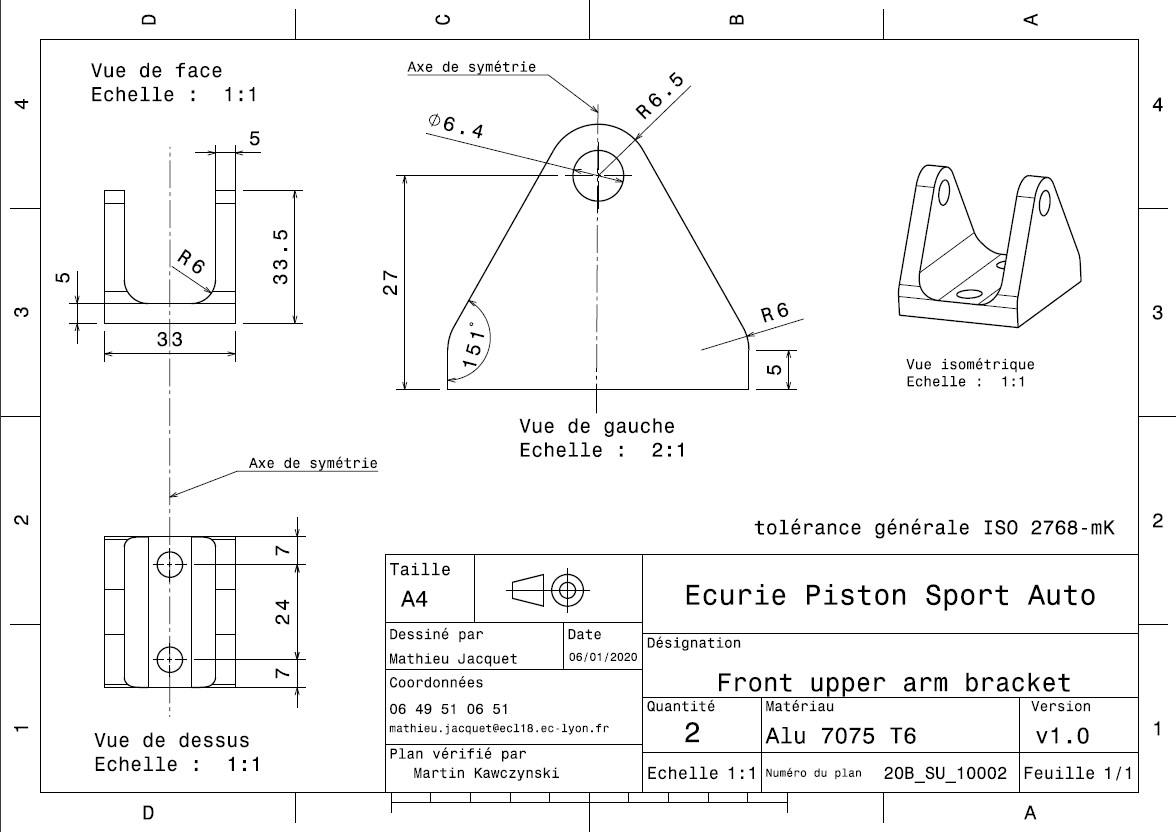 D
C
B
A
4
3
2
1
4
3
2
1
D
A
Vue de face
Echelle :  1:1
5
5
R6
33.5
33
Axe de symétrie
Ø6.4
R6.5
27
151°
R6
5
Vue de gauche
Echelle :  2:1
Vue isométrique
Echelle :  1:1
Axe de symétrie
7
24
7
Vue de dessus
Echelle :  1:1
tolérance générale ISO 2768-mK
Taille
A4
Ecurie Piston Sport Auto
Dessiné par
Mathieu Jacquet
Date
06/01/2020
Désignation
Front upper arm bracket
Coordonnées
06 49 51 06 51
mathieu.jacquet@ecl18.ec-lyon.fr
Quantité
2
Matériau
Alu 7075 T6
Version
v1.0
Plan vérifié par
Martin Kawczynski
Echelle 1:1
Numéro du plan  20B_SU_10002
Feuille 1/1